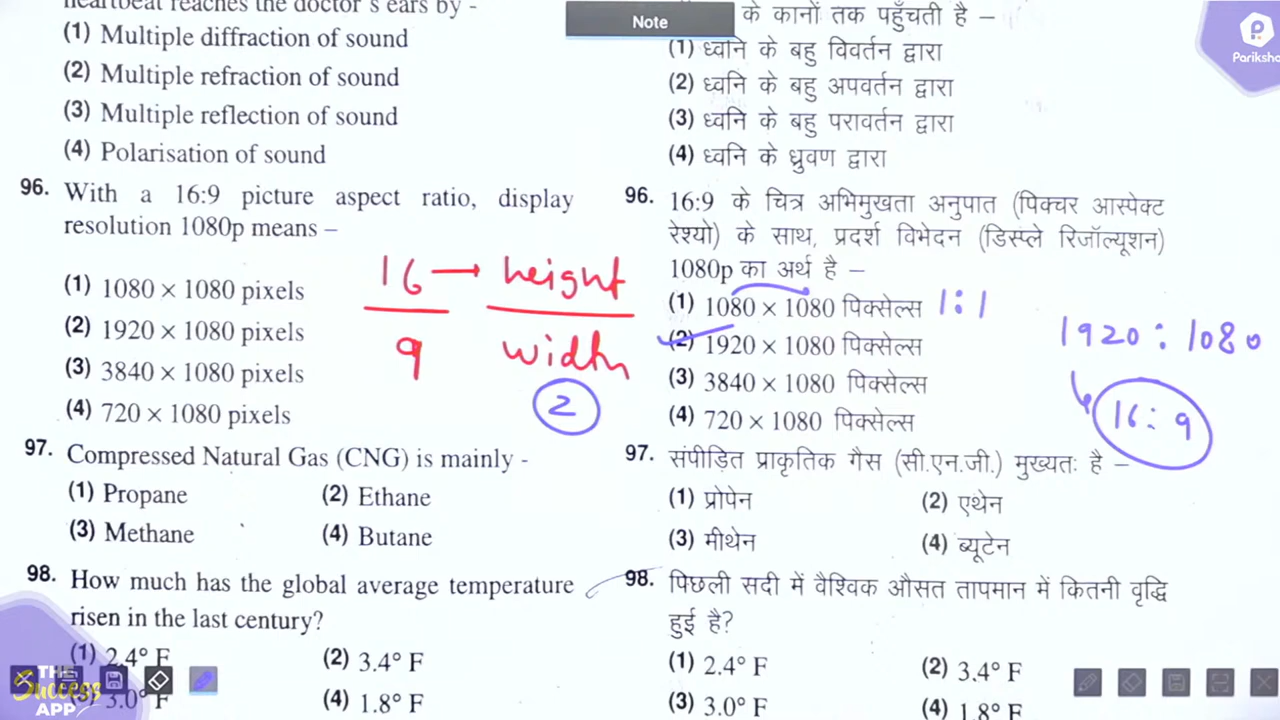 heartbeat reaches the doctor's ears by -
(1) Multiple diffraction of sound
(2) Multiple refraction of sound
(3) Multiple reflection of sound
(4) Polarisation of sound
96. With a 16:9 picture aspect ratio, display
resolution 1080p means –
(1) 1080 × 1080 pixels
(2) 1920 × 1080 pixels
(3) 3840 × 1080 pixels
(4) 720 × 1080 pixels
16 → height
9 width
2
97. Compressed Natural Gas (CNG) is mainly -
(1) Propane (2) Ethane
(3) Methane (4) Butane
98. How much has the global average temperature
risen in the last century?
(1) 2.4° F (2) 3.4° F
(3) 3.0° F (4) 1.8° F
THE
Success
APP
Note
के कानों तक पहुँचती है –
(1) ध्वनि के बहु विवर्तन द्वारा
(2) ध्वनि के बहु अपवर्तन द्वारा
(3) ध्वनि के बहु परावर्तन द्वारा
(4) ध्वनि के ध्रुवण द्वारा
96. 16:9 के चित्र अभिमुखता अनुपात (पिक्चर आस्पेक्ट
रेश्यो) के साथ, प्रदर्श विभेदन (डिस्प्ले रिजॉल्यूशन)
1080p का अर्थ है –
(1) 1080 × 1080 पिक्सेल्स 1:1
(2) 1920 × 1080 पिक्सेल्स
(3) 3840 × 1080 पिक्सेल्स
(4) 720 × 1080 पिक्सेल्स
1920 : 1080
16 : 9
97. संपीड़ित प्राकृतिक गैस (सी.एन.जी.) मुख्यतः है –
(1) प्रोपेन (2) एथेन
(3) मीथेन (4) ब्यूटेन
98. पिछली सदी में वैश्विक औसत तापमान में कितनी वृद्धि
हुई है?
(1) 2.4° F (2) 3.4° F
(3) 3.0° F (4) 1.8° F